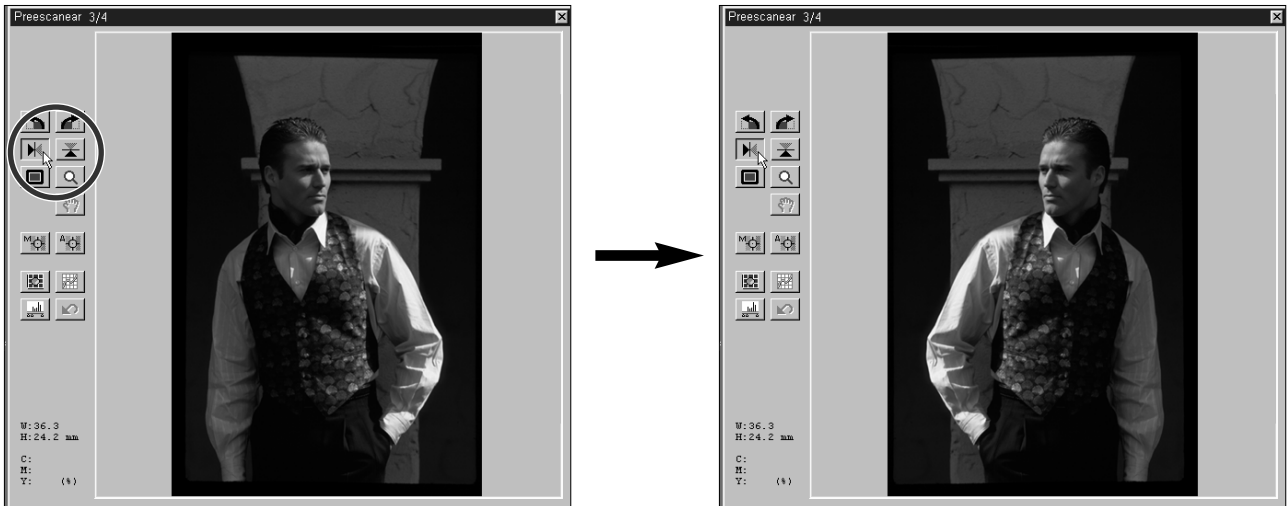 Preescanear 3/4
M
A
W:36.3
H:24.2 mm
C:
M:
Y: (%)
Preescanear 3/4
M
A
W:36.3
H:24.2 mm
C:
M:
Y: (%)